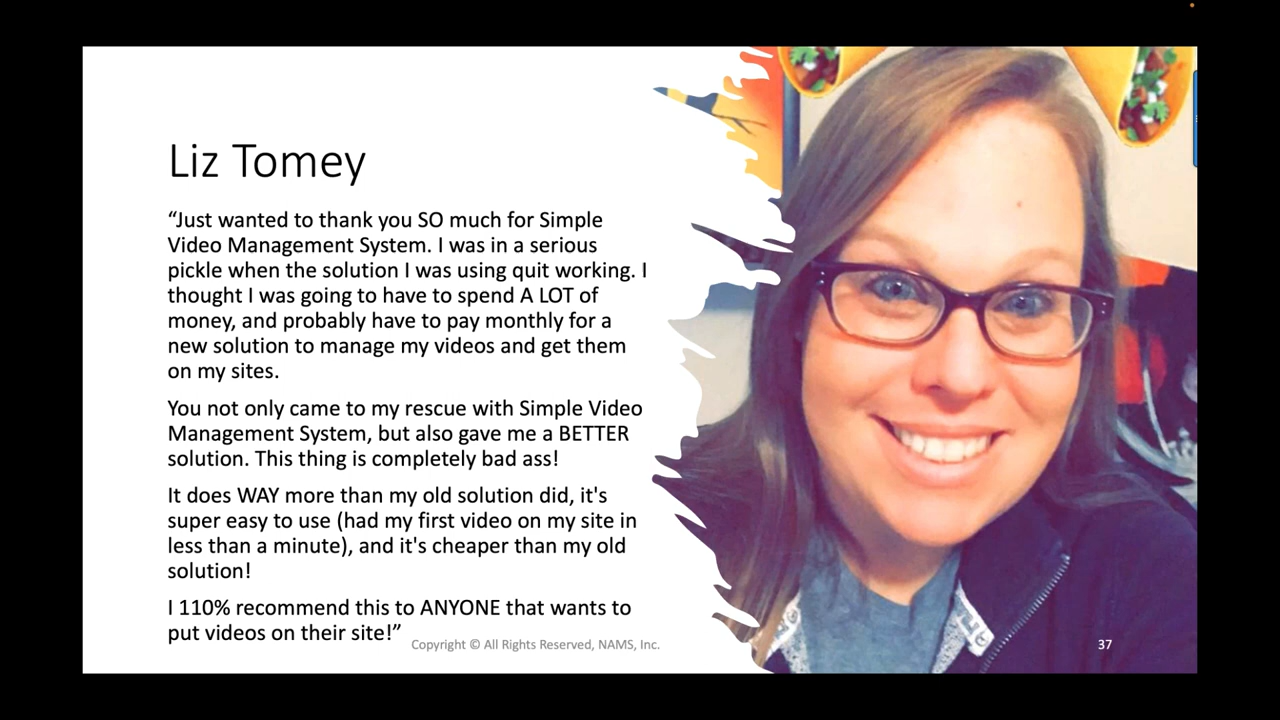 Liz Tomey
“Just wanted to thank you SO much for Simple
Video Management System. I was in a serious
pickle when the solution I was using quit working. I
thought I was going to have to spend A LOT of
money, and probably have to pay monthly for a
new solution to manage my videos and get them
on my sites.
You not only came to my rescue with Simple Video
Management System, but also gave me a BETTER
solution. This thing is completely bad ass!
It does WAY more than my old solution did, it's
super easy to use (had my first video on my site in
less than a minute), and it's cheaper than my old
solution!
I 110% recommend this to ANYONE that wants to
put videos on their site!”
Copyright © All Rights Reserved, NAMS, Inc.
37